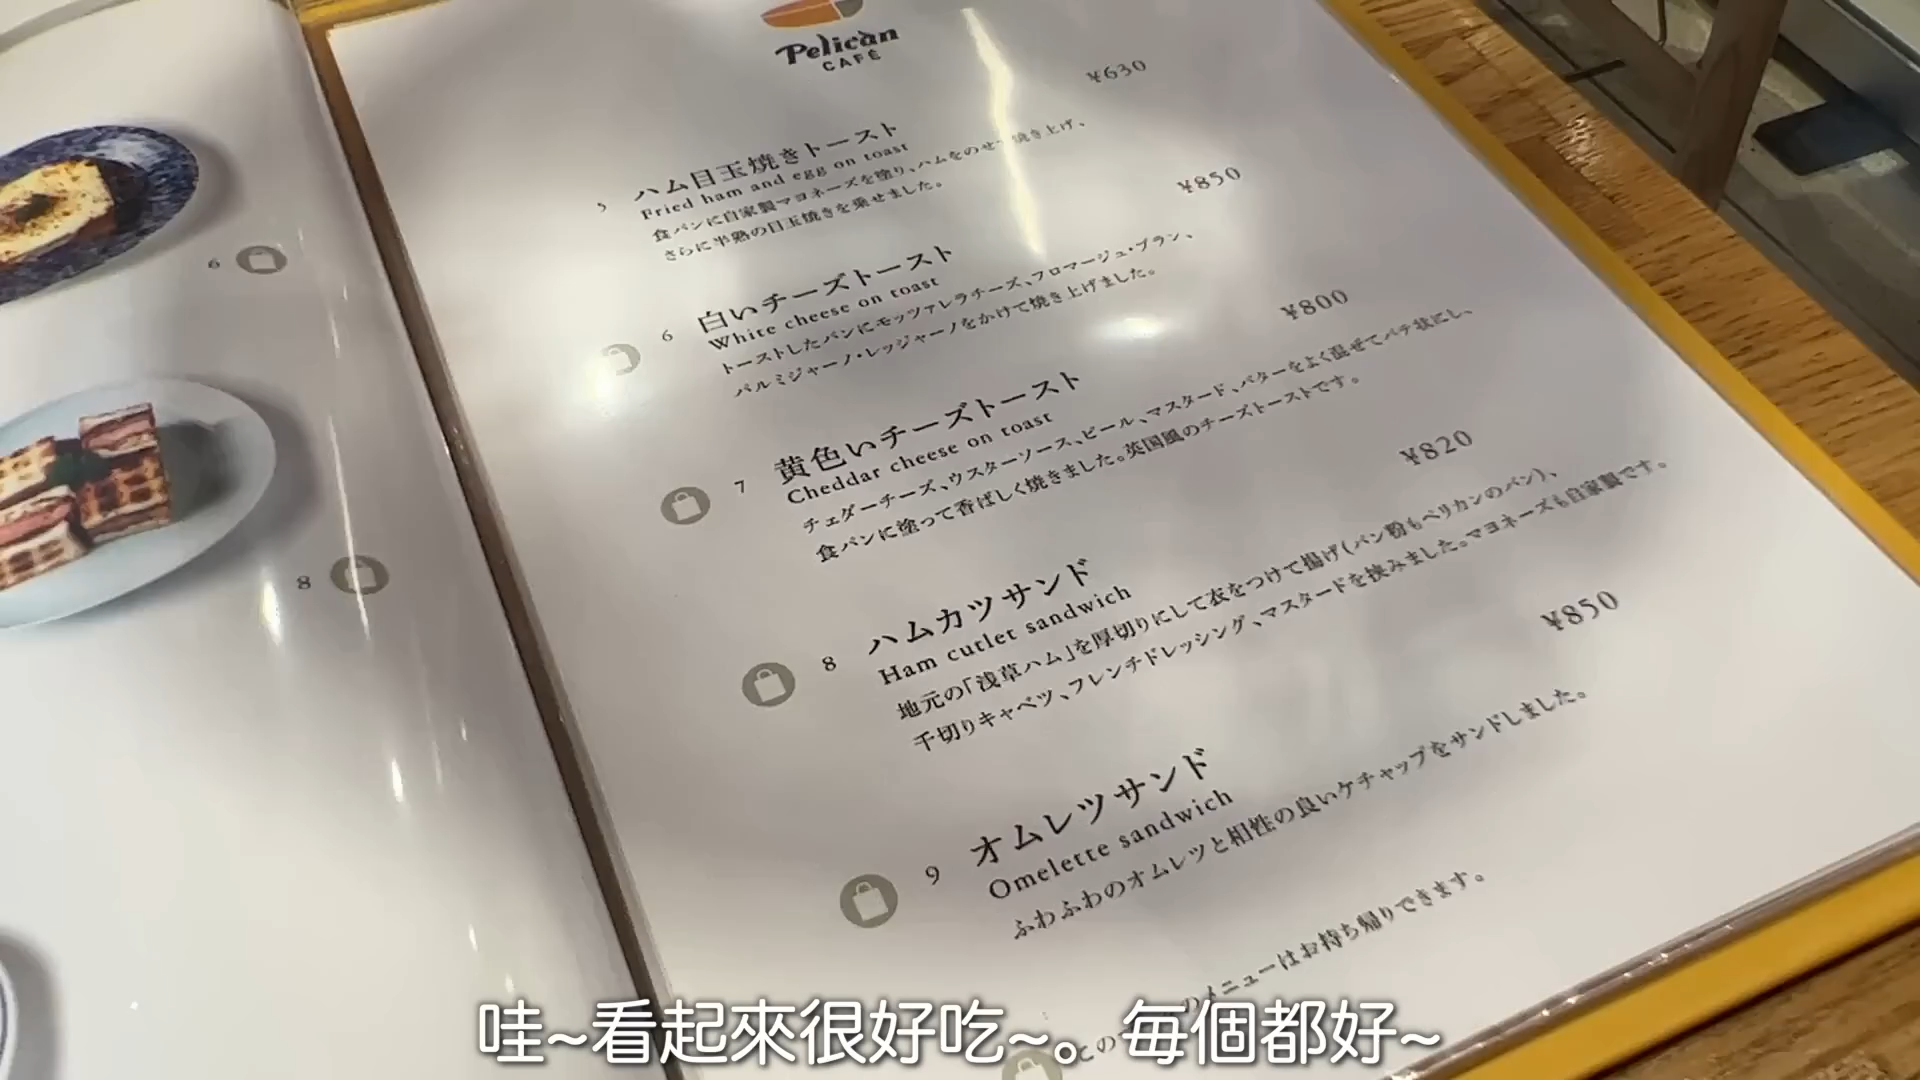 Pelican
CAFÉ
¥630
5 ハム目玉焼きトースト
Fried ham and egg on toast
食パンに自家製マヨネーズを塗り、ハムをのせて焼き上げ、
さらに半熟の目玉焼きを乗せました。
¥850
6 白いチーズトースト
White cheese on toast
トーストしたパンにモッツァレラチーズ、フロマージュ・ブラン、
パルミジャーノ・レッジャーノをかけて焼き上げました。
¥800
7 黄色いチーズトースト
Cheddar cheese on toast
チェダーチーズ、ウスターソース、ビール、マスタード、バターをよく混ぜてパテ状にし、
食パンに塗って香ばしく焼きました。英国風のチーズトーストです。
¥820
8 ハムカツサンド
Ham cutlet sandwich
地元の「浅草ハム」を厚切りにして衣をつけて揚げ(パン粉もペリカンのパン)、
千切りキャベツ、フレンチドレッシング、マスタードを挟みました。マヨネーズも自家製です。
¥850
9 オムレツサンド
Omelette sandwich
ふわふわのオムレツと相性の良いケチャップをサンドしました。
のメニューはお持ち帰りできます。
6
8
哇~看起來很好吃~。每個都好~